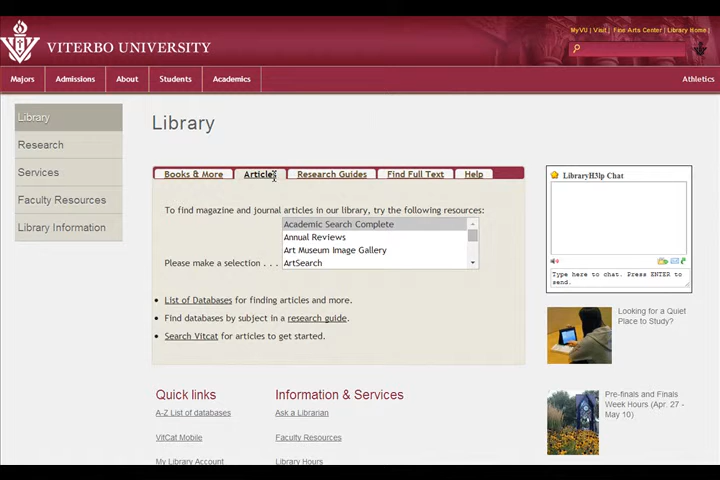 MyVU | Visit | Fine Arts Center | Library Home |
VITERBO UNIVERSITY
Majors
Admissions
About
Students
Academics
Athletics
Library
Research
Services
Faculty Resources
Library Information
Library
Books & More
Articles
Research Guides
Find Full Text
Help
To find magazine and journal articles in our library, try the following resources:
Academic Search Complete
Annual Reviews
Art Museum Image Gallery
ArtSearch
Please make a selection . . .
List of Databases for finding articles and more.
Find databases by subject in a research guide.
Search Vitcat for articles to get started.
Quick links
A-Z List of databases
VitCat Mobile
My Library Account
Information & Services
Ask a Librarian
Faculty Resources
Library Hours
LibraryH3lp Chat
Type here to chat. Press ENTER to
send.
Looking for a Quiet
Place to Study?
Pre-finals and Finals
Week Hours (Apr. 27 -
May 10)